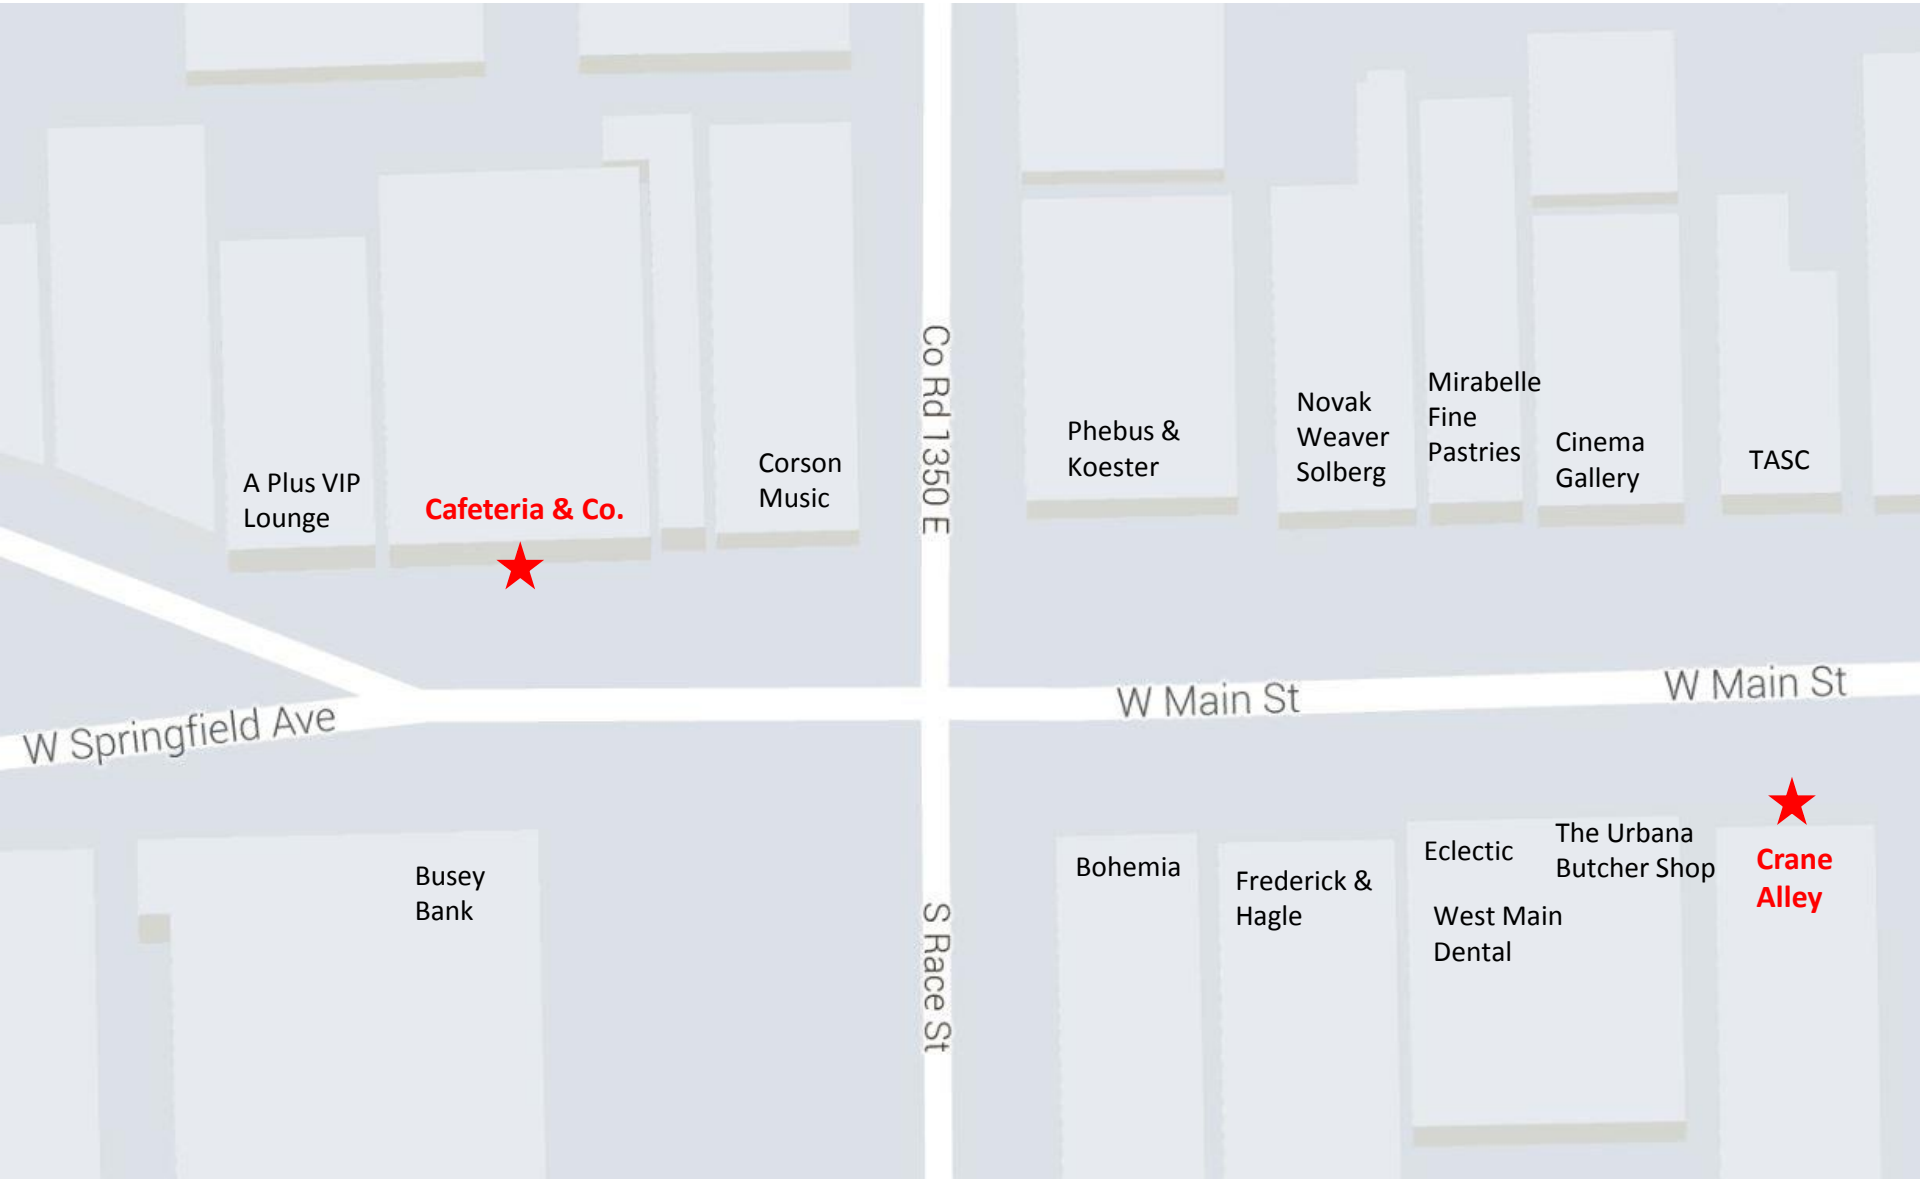 Co Rd 1350 E
Mirabelle
Fine
Pastries
Novak
Weaver
Solberg
Phebus &
Koester
Cinema
Gallery
TASC
Corson
Music
A Plus VIP
Lounge
Cafeteria & Co.
W Main St
W Main St
W Springfield Ave
The Urbana
Butcher Shop
Eclectic
Crane
Alley
Bohemia
Frederick &
Hagle
Busey
Bank
West Main
Dental
S Race St